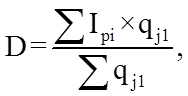 D = ∑ I_pi × q_j1 / ∑ q_j1 ,